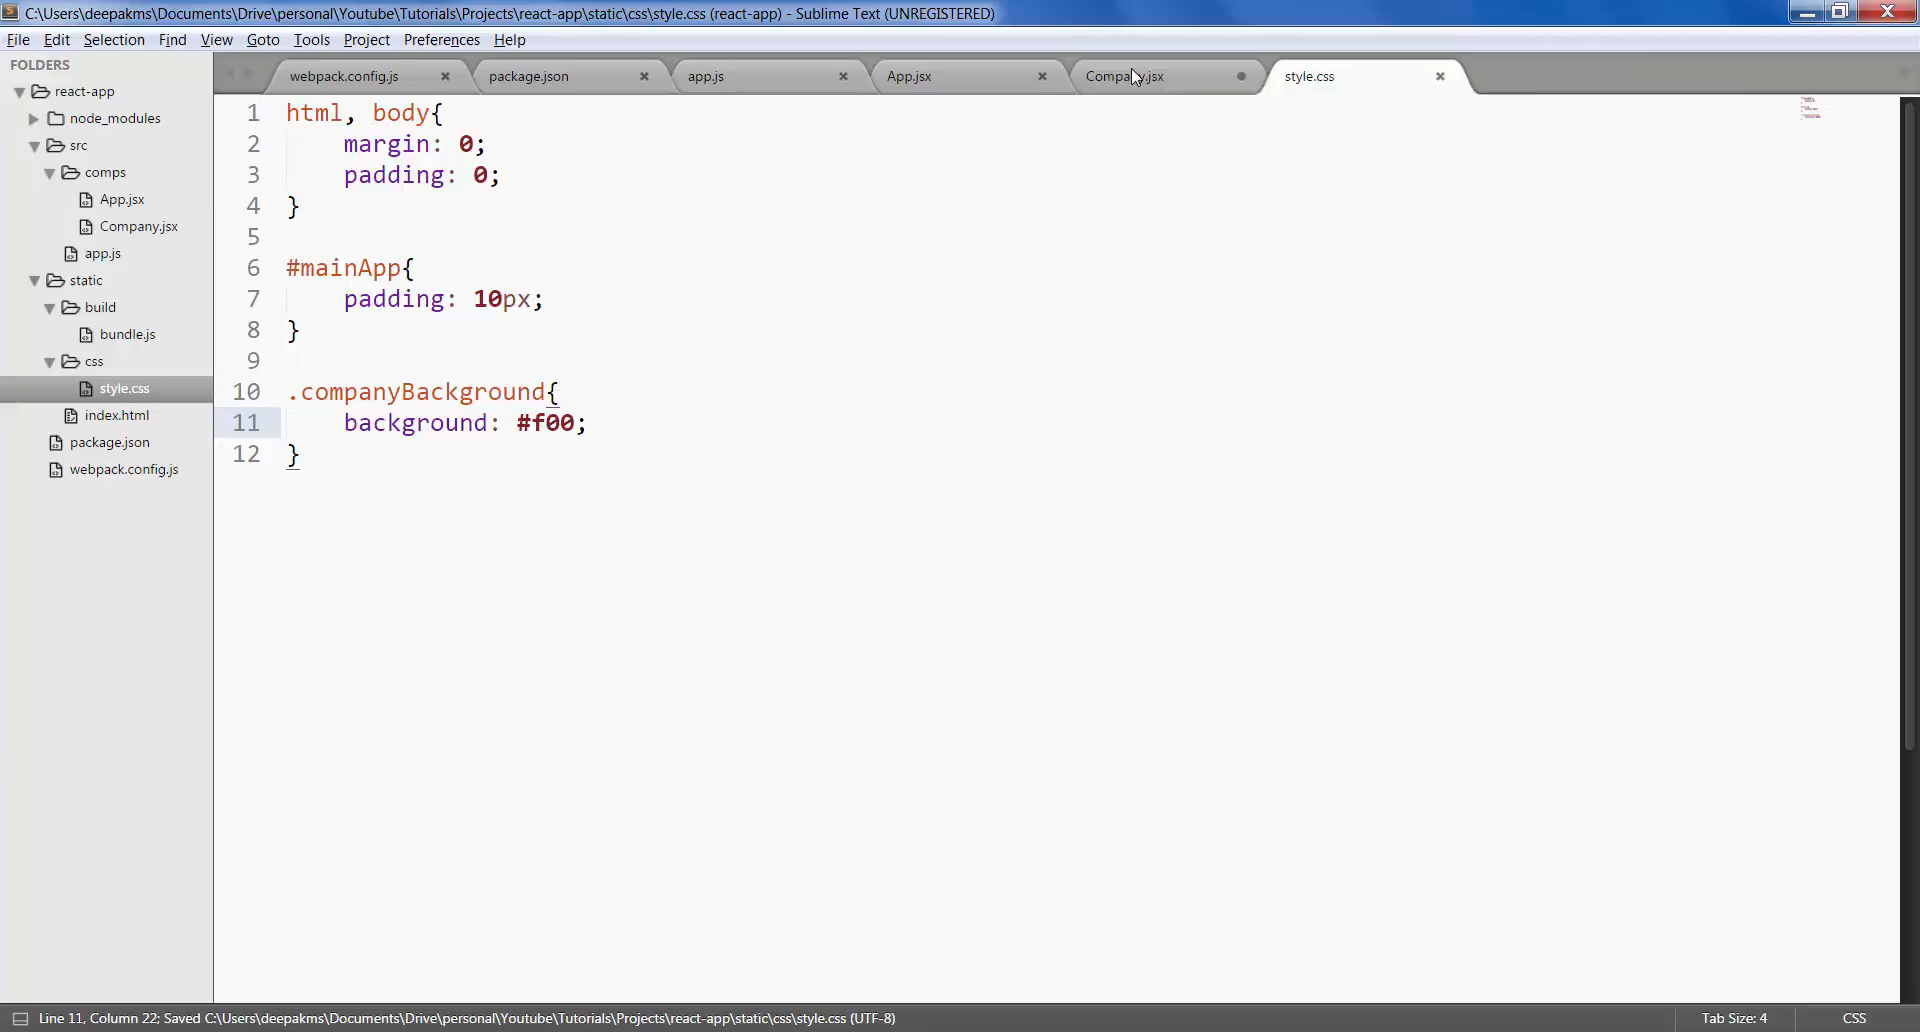 C:\Users\deepakms\Documents\Drive\personal\Youtube\Tutorials\Projects\react-app\static\css\style.css (react-app) - Sublime Text (UNREGISTERED)
File Edit Selection Find View Goto Tools Project Preferences Help
FOLDERS
react-app
node_modules
src
comps
App.jsx
Company.jsx
app.js
static
build
bundle.js
css
style.css
index.html
package.json
webpack.config.js
webpack.config.js package.json app.js App.jsx Company.jsx style.css
1 html, body{
2 margin: 0;
3 padding: 0;
4 }
5
6 #mainApp{
7 padding: 10px;
8 }
9
10 .companyBackground{
11 background: #f00;
12 }
Line 11, Column 22; Saved C:\Users\deepakms\Documents\Drive\personal\Youtube\Tutorials\Projects\react-app\static\css\style.css (UTF-8) Tab Size: 4 CSS